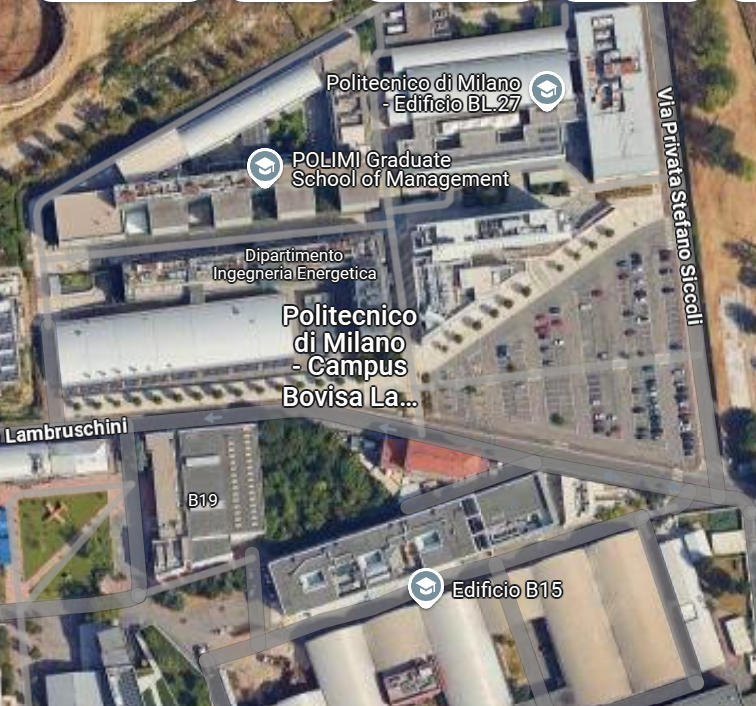 Politecnico di Milano
- Edificio BL.27
POLIMI Graduate
School of Management
Via Privata Stefano Siccoli
Dipartimento
Ingegneria Energetica
Politecnico
di Milano
- Campus
Bovisa La...
Lambruschini
B19
Edificio B15